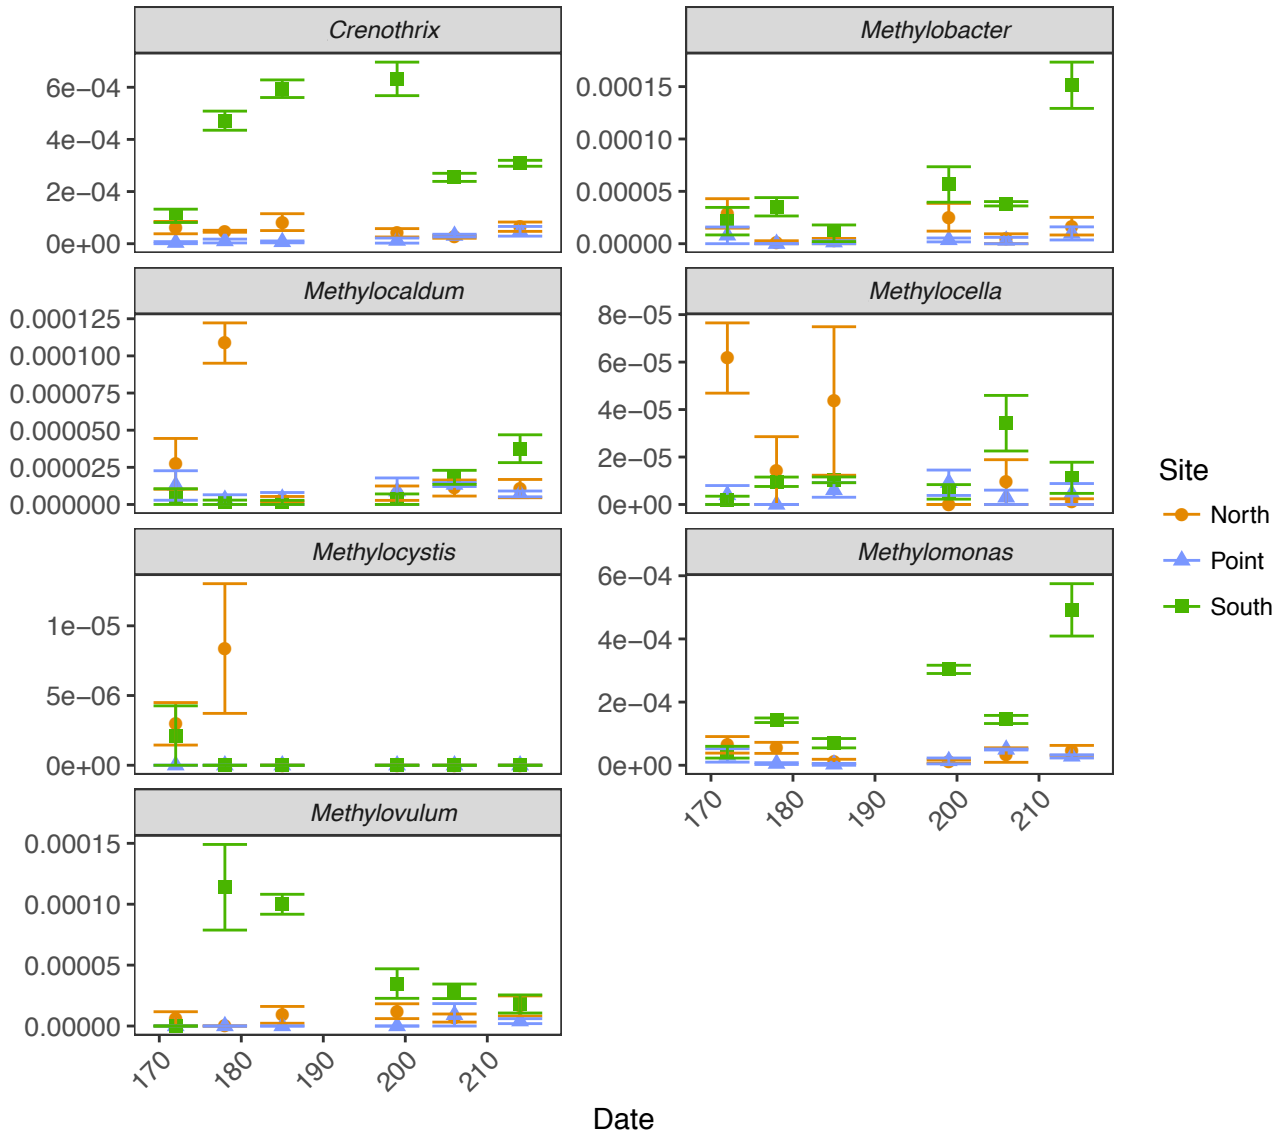 Crenothrix
6e−04
4e−04
2e−04
0e+00
Methylobacter
0.00015
0.00010
0.00005
0.00000
Methylocaldum
0.000125
0.000100
0.000075
0.000050
0.000025
0.000000
Methylocella
8e−05
6e−05
4e−05
2e−05
0e+00
Methylocystis
1e−05
5e−06
0e+00
Methylomonas
6e−04
4e−04
2e−04
0e+00
170
180
190
200
210
Methylovulum
0.00015
0.00010
0.00005
0.00000
170
180
190
200
210
Date
Site
North
Point
South